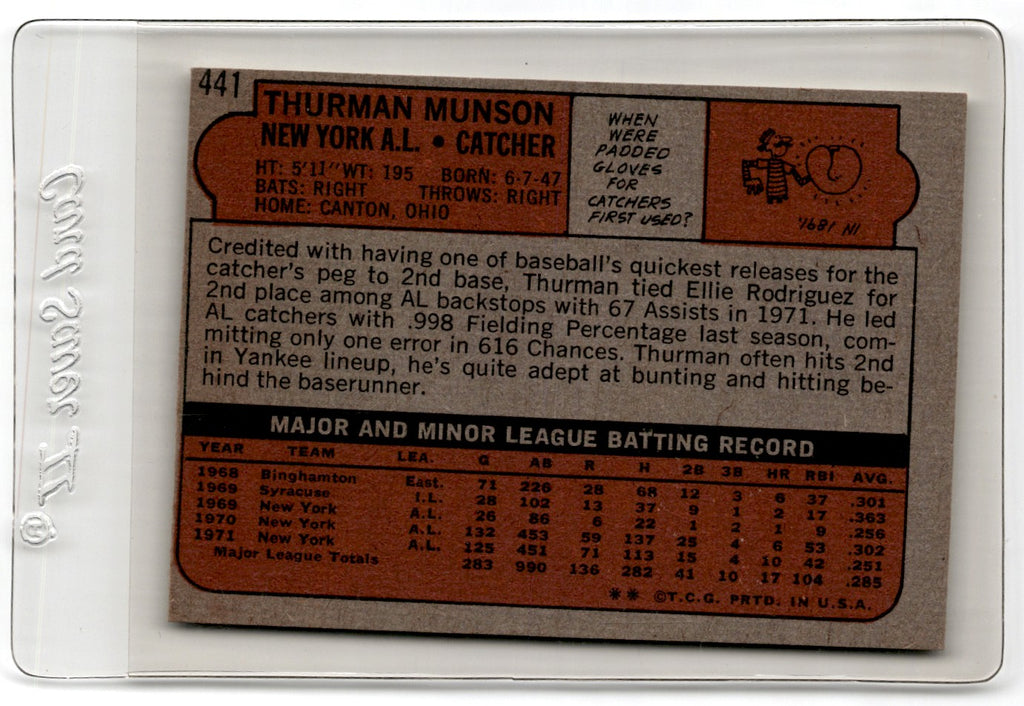 441
THURMAN MUNSON
NEW YORK A.L. • CATCHER
HT: 5'11" WT: 195 BORN: 6-7-47
BATS: RIGHT THROWS: RIGHT
HOME: CANTON, OHIO
WHEN
WERE
PADDED
GLOVES
FOR
CATCHERS
FIRST USED?
IN 1891.
Credited with having one of baseball's quickest releases for the
catcher's peg to 2nd base, Thurman tied Ellie Rodriguez for
2nd place among AL backstops with 67 Assists in 1971. He led
AL catchers with .998 Fielding Percentage last season, com-
mitting only one error in 616 Chances. Thurman often hits 2nd
in Yankee lineup, he's quite adept at bunting and hitting be-
hind the baserunner.
MAJOR AND MINOR LEAGUE BATTING RECORD
YEAR TEAM LEA. G AB R H 2B 3B HR RBI AVG.
1968 Binghamton East. 71 226 28 68 12 3 6 37 .301
1969 Syracuse I.L. 28 102 13 37 9 1 2 17 .363
1969 New York A.L. 26 86 6 22 1 2 1 9 .256
1970 New York A.L. 132 453 59 137 25 4 6 53 .302
1971 New York A.L. 125 451 71 113 15 4 10 42 .251
Major League Totals 283 990 136 282 41 10 17 104 .285
** ©T.C.G. PRTD. IN U.S.A.
Card Saver II ®